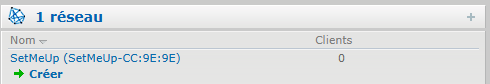 1 réseau
Nom Clients
SetMeUp (SetMeUp-CC:9E:9E) 0
Créer